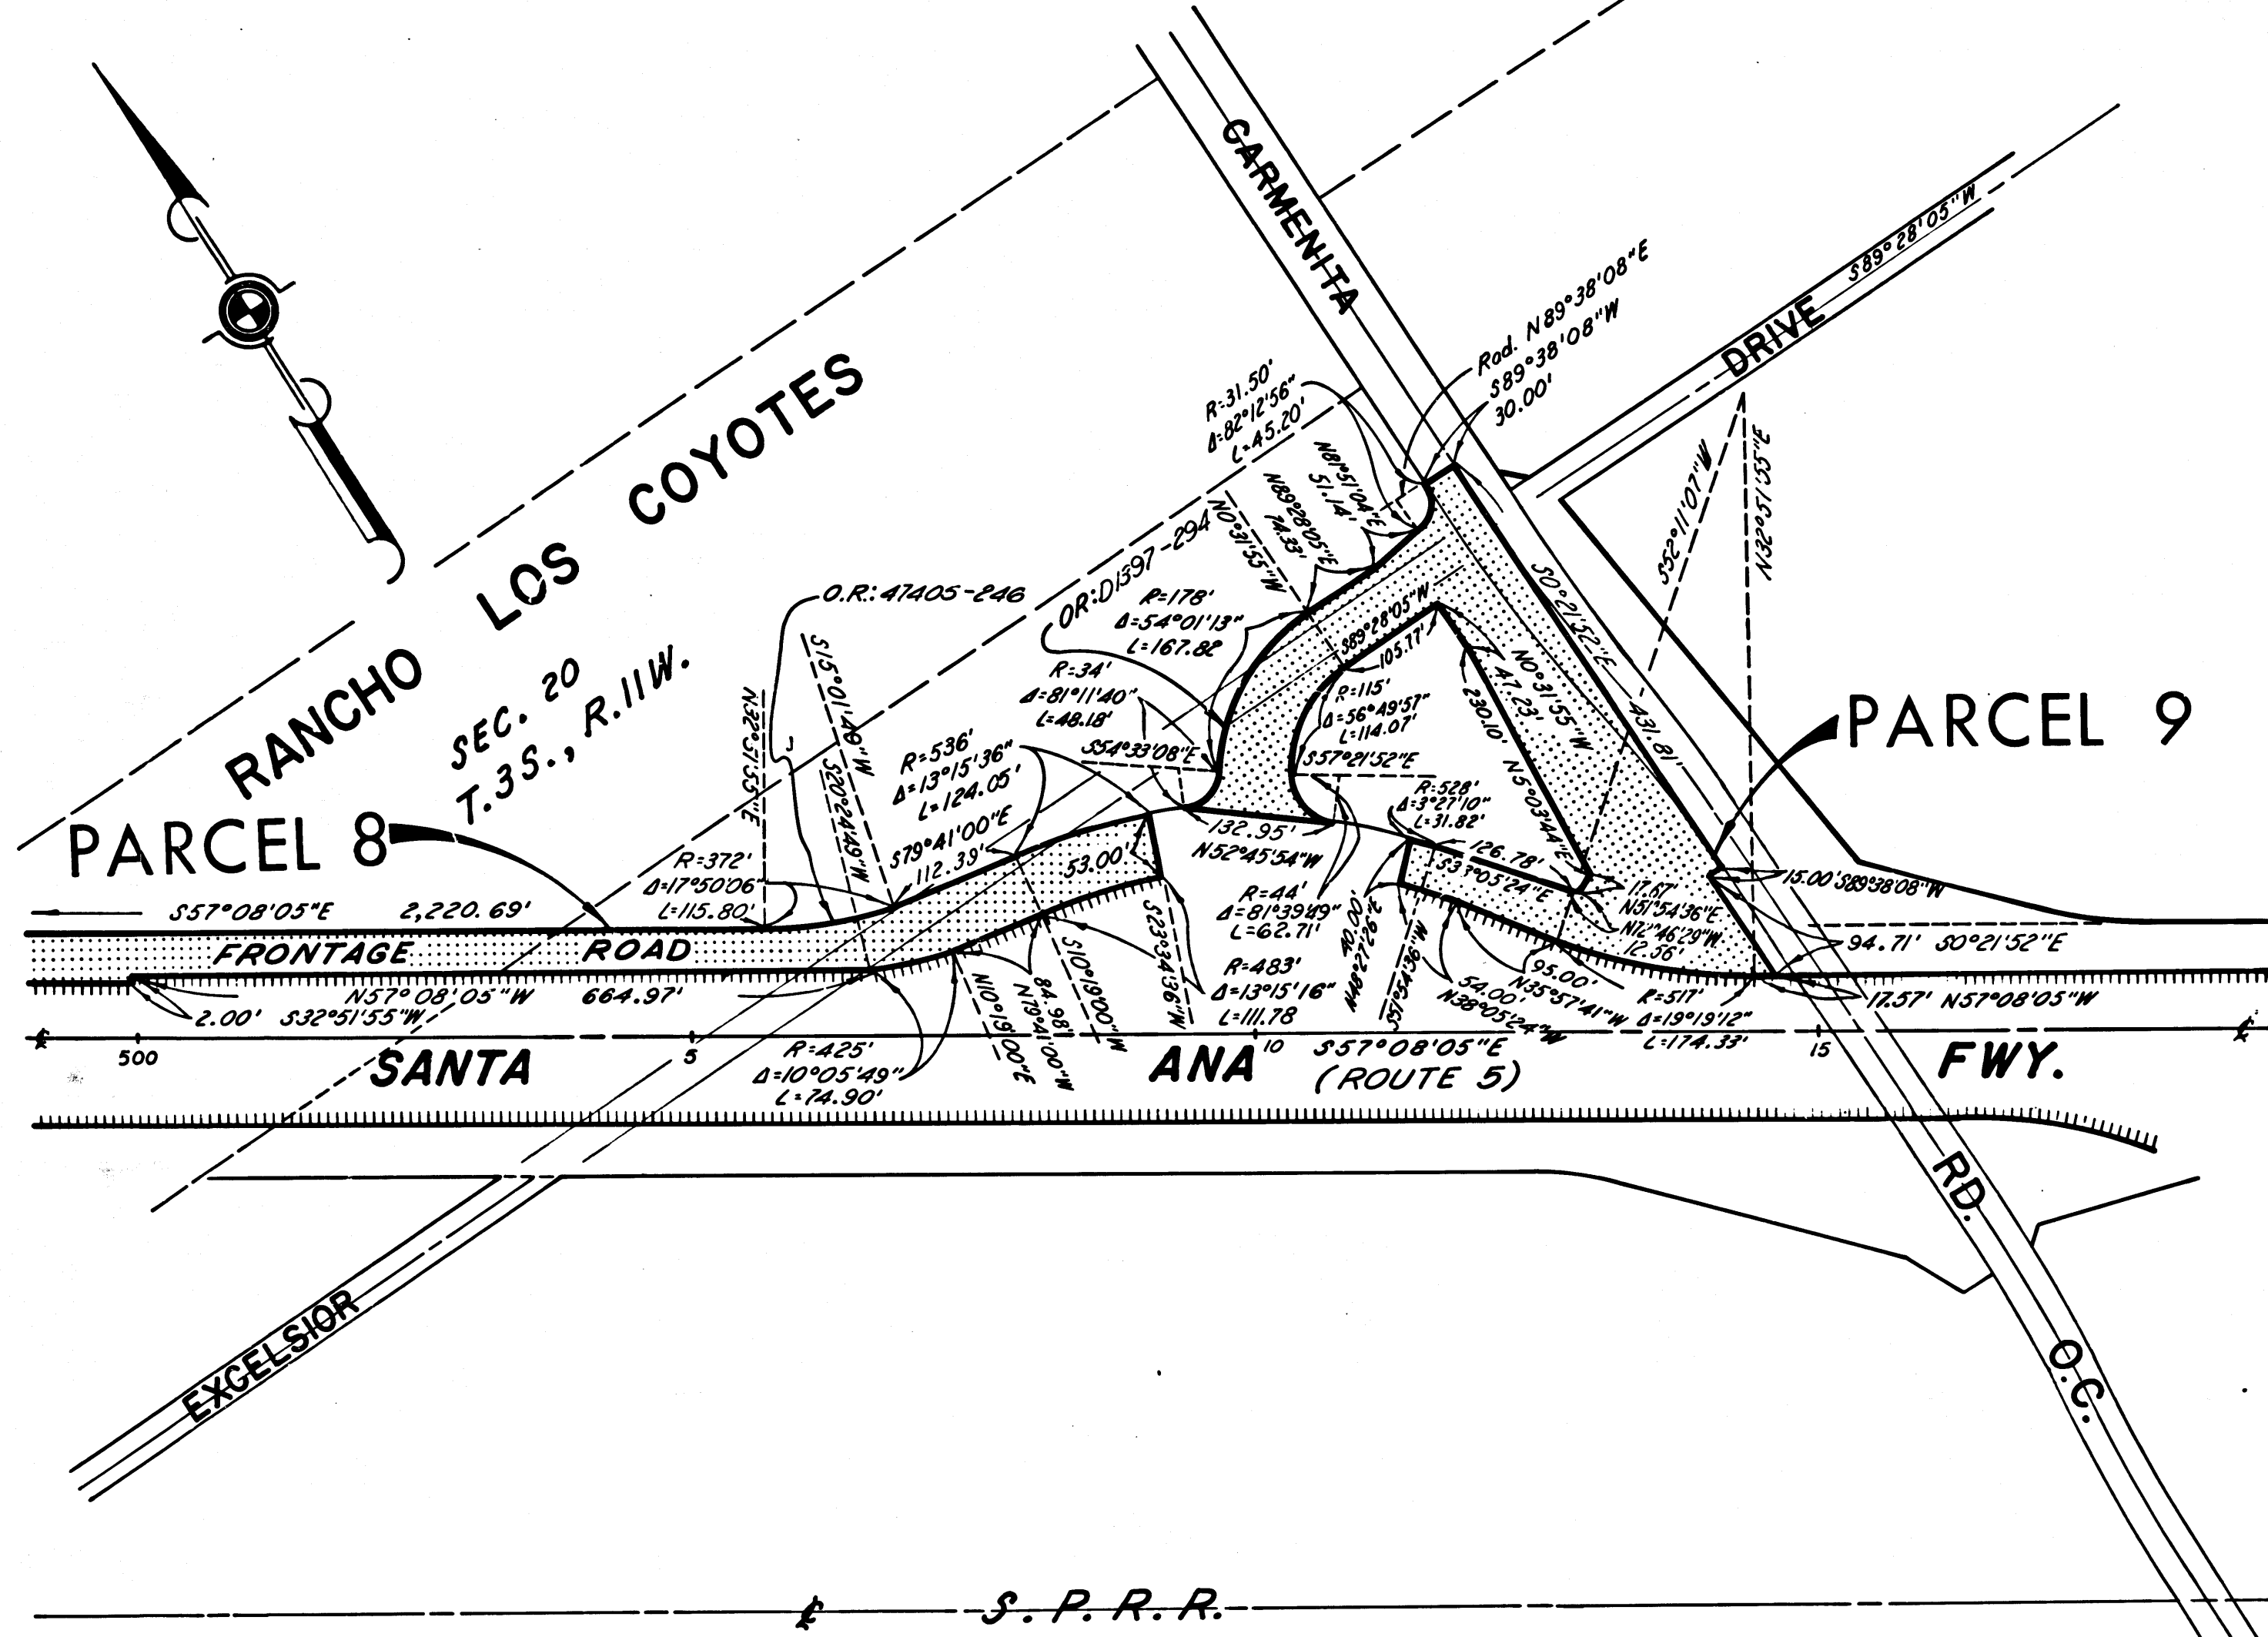 CARMENITA
S89°28'05"W
DRIVE
Rad. N89°38'08"E
S89°38'08"W
30.00'
R=31.50'
Δ=82°12'56"
L=45.20'
N81°51'04"E
51.14'
N89°28'05"E
74.33'
N0°31'55"W
S52°11'07"W
N32°51'55"E
RANCHO LOS COYOTES
SEC. 20
T.3S., R.11W.
O.R.: 47405-246
OR: D1397-294
R=178'
Δ=54°01'13"
L=167.82
R=34'
Δ=81°11'40"
L=48.18'
S54°33'08"E
S89°28'05"W
105.77'
R=115'
Δ=56°49'57"
L=114.07'
S57°21'52"E
N0°31'55"W
47.23'
230.10' N5°03'44"E
S0°21'52"E 431.81'
PARCEL 9
PARCEL 8
N32°51'55"E
S15°01'49"W
S20°24'49"W
R=536'
Δ=13°15'36"
L=124.05'
S79°41'00"E
112.39'
53.00'
R=372'
Δ=17°50'06"
L=115.80'
132.95'
N52°45'54"W
R=528'
Δ=3°27'10"
L=31.82'
126.78'
S33°05'24"E
17.67'
N51°54'36"E
N72°46'29"W
12.56'
15.00' S89°38'08"W
94.71' S0°21'52"E
17.57' N57°08'05"W
S57°08'05"E 2,220.69'
FRONTAGE ROAD
N57°08'05"W 664.97'
2.00' S32°51'55"W
R=44'
Δ=81°39'49"
L=62.71'
R=483'
Δ=13°15'16"
L=111.78
S23°34'36"W
S10°19'00"W
84.98'
N79°41'00"W
N10°19'00"E
R=425'
Δ=10°05'49"
L=74.90'
40.00'
N48°27'26"E
S51°54'36"W
54.00'
N38°05'24"W
95.00'
N35°57'41"W
R=517'
Δ=19°19'12"
L=174.33'
500 5 10 15
SANTA ANA FWY.
S57°08'05"E
(ROUTE 5)
EXCELSIOR
RD.
O.C.
S. P. R. R.